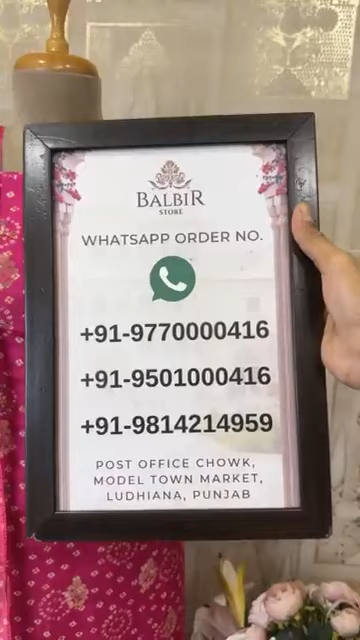 BALBIR
STORE
WHATSAPP ORDER NO.
+91-9770000416
+91-9501000416
+91-9814214959
POST OFFICE CHOWK,
MODEL TOWN MARKET,
LUDHIANA, PUNJAB